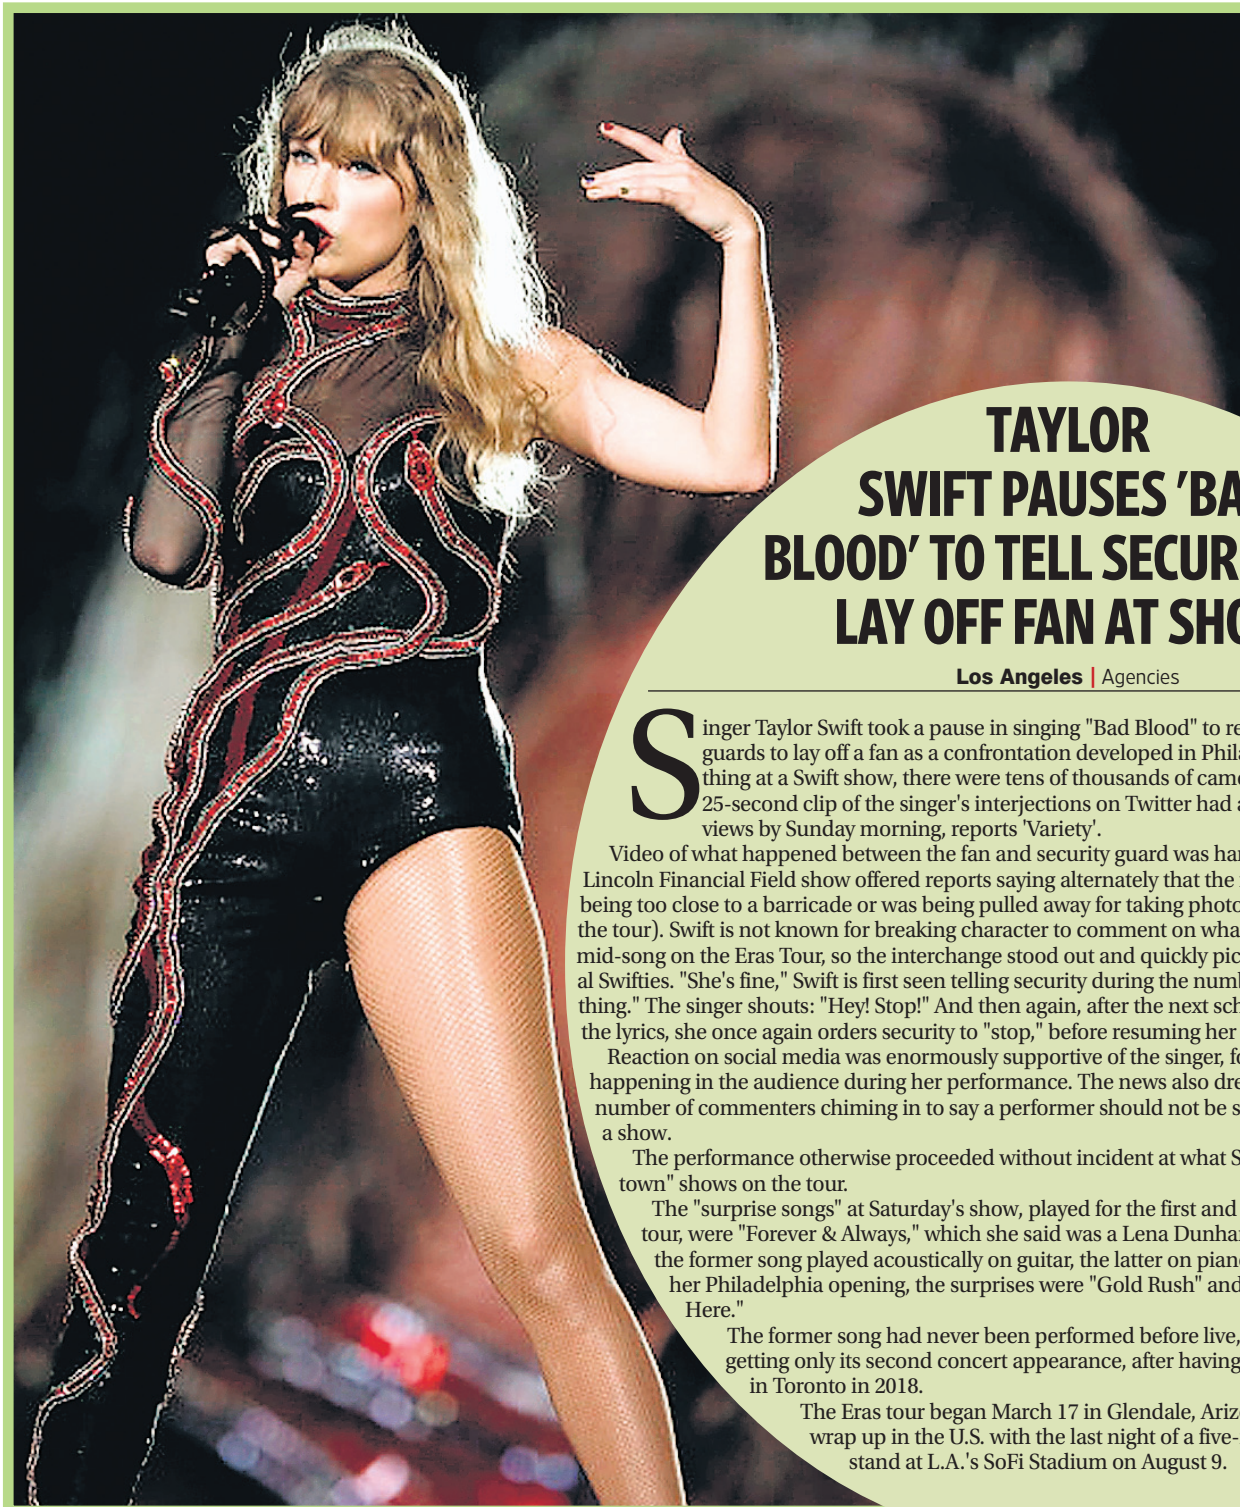 TAYLOR
SWIFT PAUSES 'BA
BLOOD' TO TELL SECUR
LAY OFF FAN AT SHO
Los Angeles | Agencies
Singer Taylor Swift took a pause in singing "Bad Blood" to re
guards to lay off a fan as a confrontation developed in Phila
thing at a Swift show, there were tens of thousands of came
25-second clip of the singer's interjections on Twitter had a
views by Sunday morning, reports 'Variety'.
Video of what happened between the fan and security guard was har
Lincoln Financial Field show offered reports saying alternately that the
being too close to a barricade or was being pulled away for taking photo
the tour). Swift is not known for breaking character to comment on wha
mid-song on the Eras Tour, so the interchange stood out and quickly pic
al Swifties. "She's fine," Swift is first seen telling security during the numb
thing." The singer shouts: "Hey! Stop!" And then again, after the next sch
the lyrics, she once again orders security to "stop," before resuming her
Reaction on social media was enormously supportive of the singer, fo
happening in the audience during her performance. The news also dre
number of commenters chiming in to say a performer should not be s
a show.
The performance otherwise proceeded without incident at what S
town" shows on the tour.
The "surprise songs" at Saturday's show, played for the first and
tour, were "Forever & Always," which she said was a Lena Dunha
the former song played acoustically on guitar, the latter on pian
her Philadelphia opening, the surprises were "Gold Rush" and
Here."
The former song had never been performed before live,
getting only its second concert appearance, after having
in Toronto in 2018.
The Eras tour began March 17 in Glendale, Ariz
wrap up in the U.S. with the last night of a five-
stand at L.A.'s SoFi Stadium on August 9.